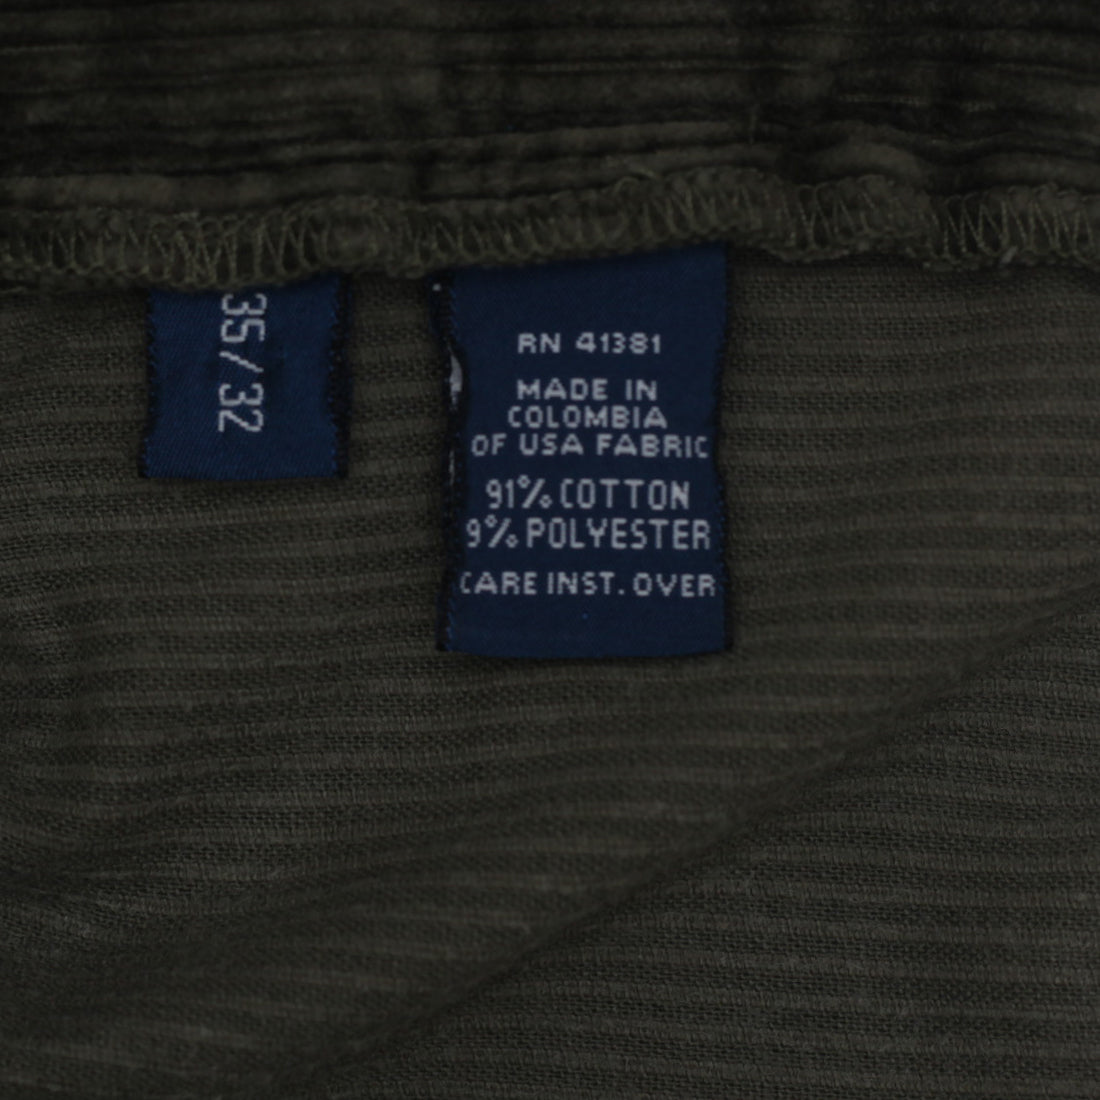 35/32
RN 41381
MADE IN
COLOMBIA
OF USA FABRIC
91% COTTON
9% POLYESTER
CARE INST. OVER